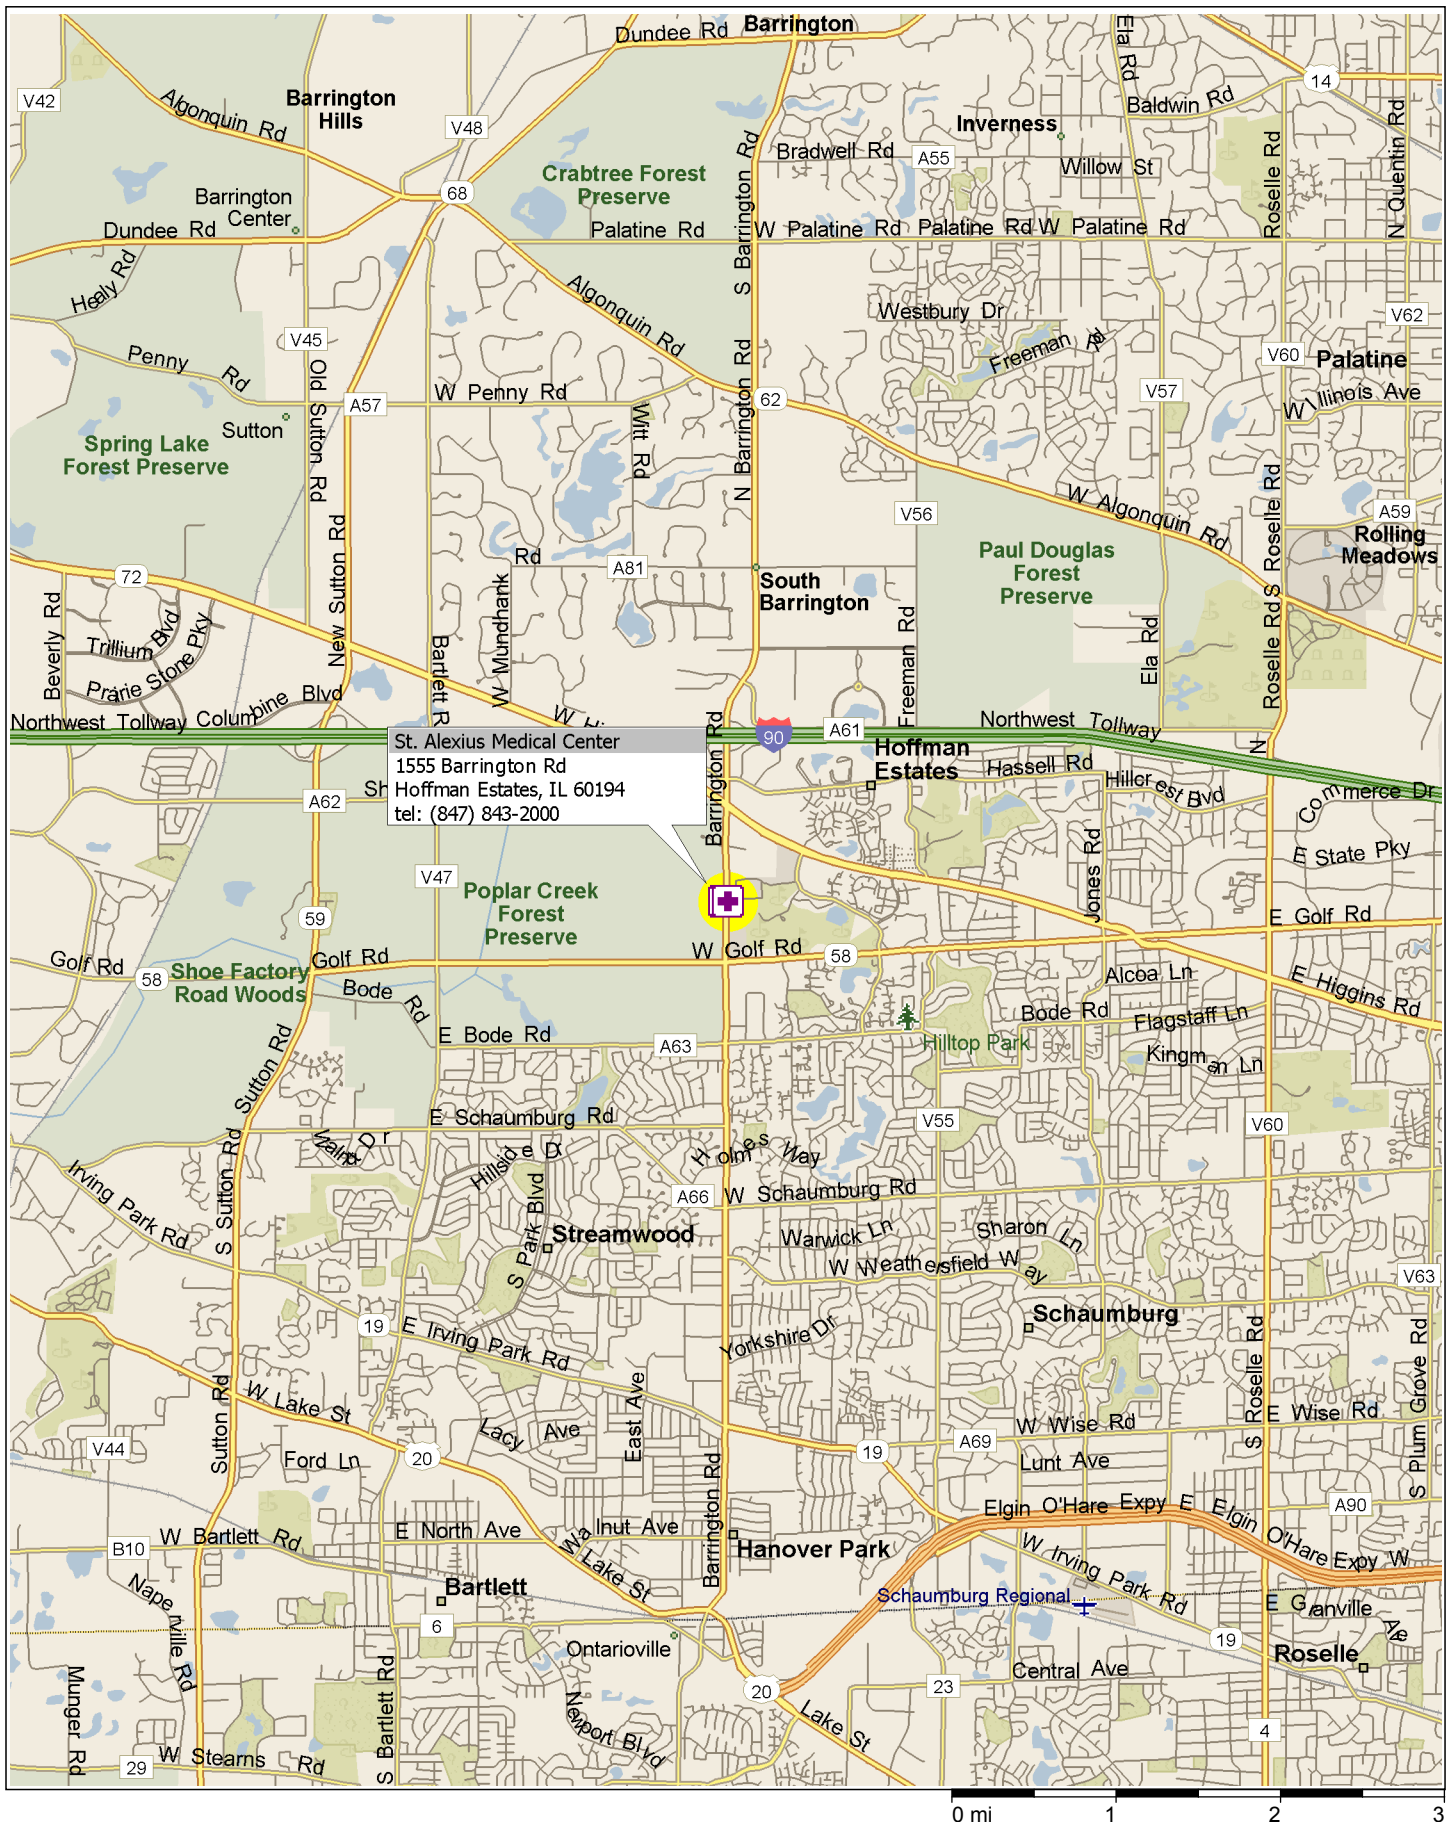 Barrington
Dundee Rd
Ela Rd
14
V42
Algonquin Rd
Barrington
Hills
V48
Baldwin Rd
N Quentin Rd
Inverness
Bradwell Rd
A55
Willow St
Roselle Rd
S Barrington Rd
Crabtree Forest
Preserve
68
Barrington
Center
Dundee Rd
Palatine Rd
W Palatine Rd
Palatine Rd
W Palatine Rd
Healy Rd
Algonquin Rd
Westbury Dr
Freeman Rd
V62
V45
V60
Palatine
Penny Rd
Old Sutton Rd
A57
W Penny Rd
62
V57
W Illinois Ave
N Barrington Rd
Witt Rd
Sutton
Spring Lake
Forest Preserve
W Algonquin Rd
V56
A59
S Roselle Rd
Rolling
Meadows
New Sutton Rd
Rd
A81
Paul Douglas
Forest
Preserve
72
South
Barrington
Beverly Rd
Trillium Blvd
Prairie Stone Pky
Bartlett R
W Mundhank
Freeman Rd
Ela Rd
Roselle Rd
Columbine Blvd
Northwest Tollway
W Hi
Barrington Rd
90
A61
Northwest Tollway
N
St. Alexius Medical Center
1555 Barrington Rd
Hoffman Estates, IL 60194
tel: (847) 843-2000
Hoffman
Estates
Hassell Rd
Hillcrest Blvd
Commerce Dr
A62
Sh
Jones Rd
E State Pky
V47
Poplar Creek
Forest
Preserve
59
E Golf Rd
W Golf Rd
58
Golf Rd
58
Golf Rd
Shoe Factory
Road Woods
Bode Rd
Alcoa Ln
E Higgins Rd
Bode Rd
Flagstaff Ln
E Bode Rd
A63
Hilltop Park
Kingman Ln
Sutton Rd
E Schaumburg Rd
V55
V60
Hillside Dr
Holmes Way
Irving Park Rd
S Sutton Rd
A66
W Schaumburg Rd
S Park Blvd
Streamwood
Warwick Ln
Sharon Ln
W Weathersfield Way
V63
Schaumburg
19
E Irving Park Rd
Yorkshire Dr
S Roselle Rd
S Plum Grove Rd
Sutton Rd
W Lake St
East Ave
Lacy Ave
W Wise Rd
E Wise Rd
V44
Ford Ln
20
19
A69
Lunt Ave
Barrington Rd
A90
Elgin O'Hare Expy E
Elgin O'Hare Expy W
W Bartlett Rd
E North Ave
Walnut Ave
B10
Hanover Park
W Irving Park Rd
Lake St
Naperville Rd
Bartlett
Schaumburg Regional
E Granville Ave
6
Ontarioville
19
Roselle
Munger Rd
S Bartlett Rd
Central Ave
20
23
Newport Blvd
Lake St
4
29
W Stearns Rd
0 mi
1
2
3